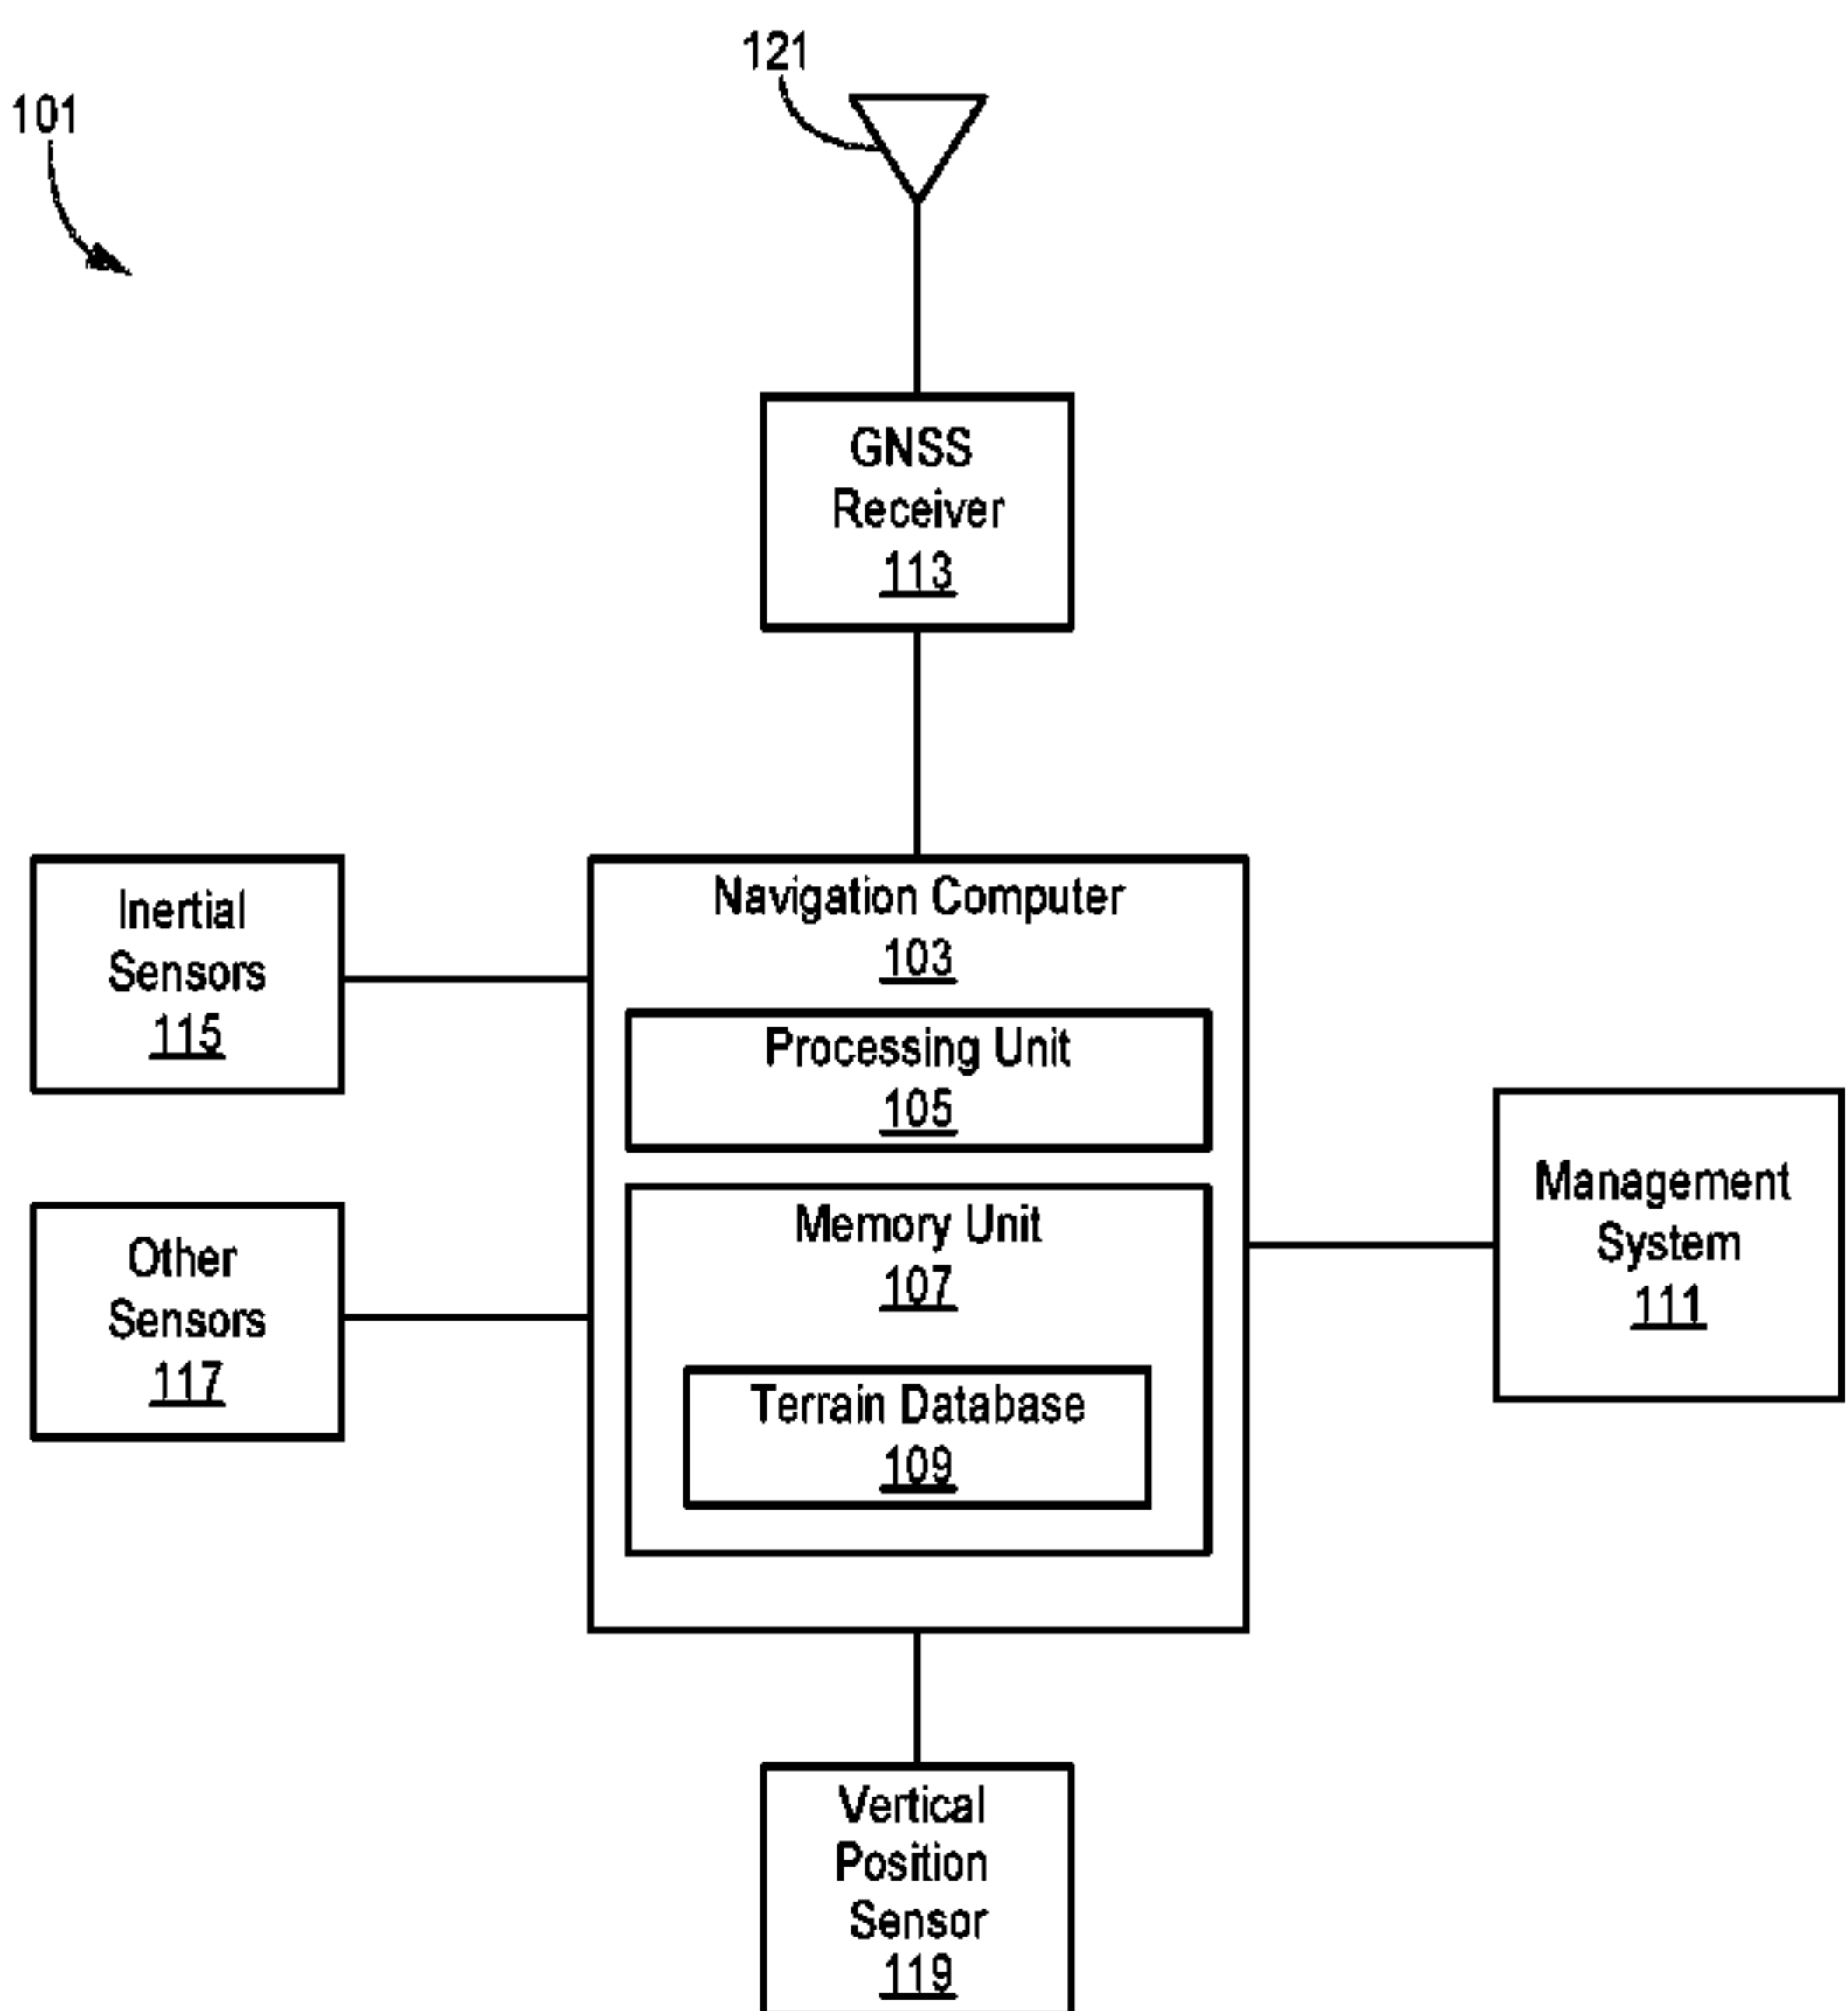 121
101
GNSS
Receiver
113
Inertial
Sensors
115
Navigation Computer
103
Processing Unit
105
Memory Unit
107
Terrain Database
109
Other
Sensors
117
Management
System
111
Vertical
Position
Sensor
119